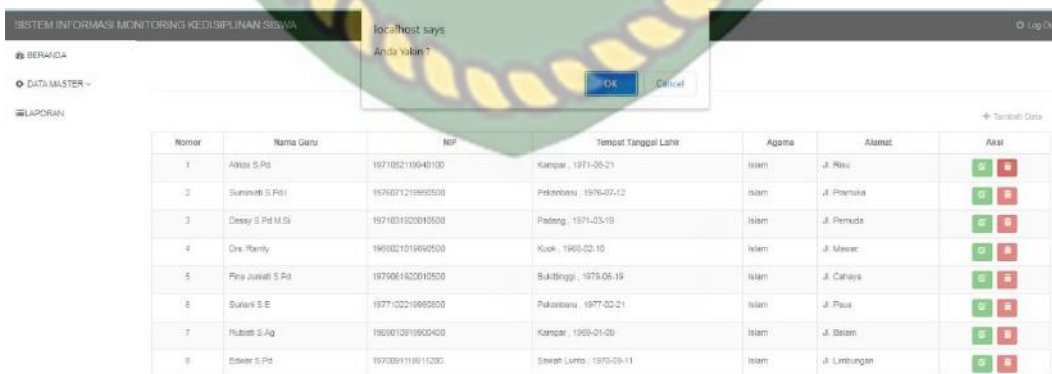 SISTEM INFORMASI MONITORING KEDISIPLINAN SISWA
Log Ou
localhost says
Anda Yakin ?
OK Cancel
BERANDA
DATA MASTER
LAPORAN
+ Tambah Data
Nomor Nama Guru NIP Tempat Tanggal Lahir Agama Alamat Aksi
1 S.Pd Kampar , 1971-08-21 Islam Jl. Riau
2 S.Pd.I Pekanbaru , 1976-07-12 Islam Jl. Pramuka
3 Dessy S.Pd M.Si Padang , 1971-03-19 Islam Jl. Pemuda
4 Drs. Ramly Kuok , 1966-02-10 Islam Jl. Mawar
5 Fina Juniati S.Pd Bukittinggi , 1979-06-19 Islam Jl. Cahaya
6 Suriani S.E Pekanbaru , 1977-02-21 Islam Jl. Paus
7 Rubiati S.Ag Kampar , 1969-01-09 Islam Jl. Balam
8 Edwar S.Pd Sawah Lunto , 1970-09-11 Islam Jl. Limbungan